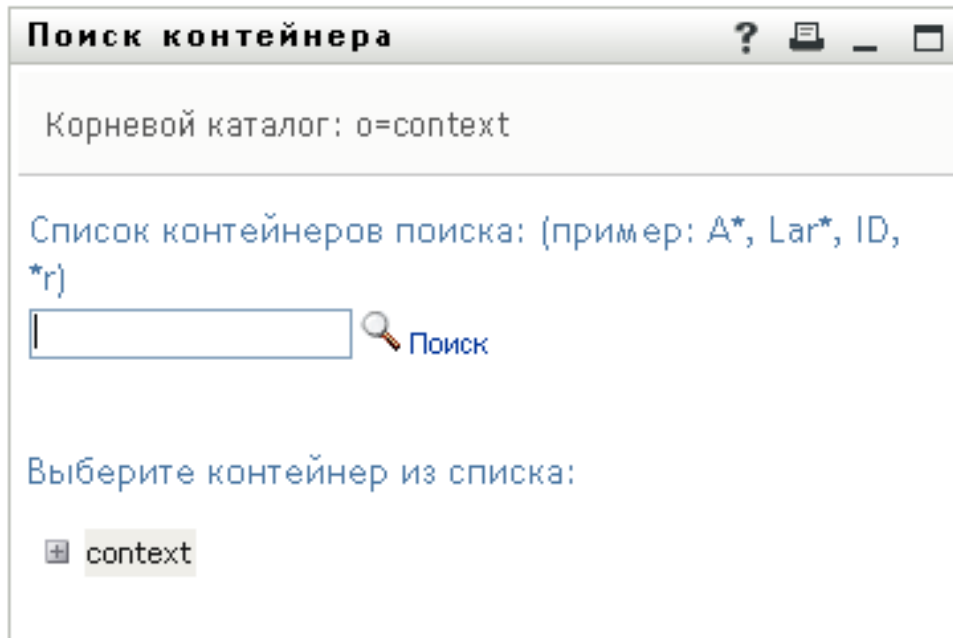 Поиск контейнера
Корневой каталог: o=context
Список контейнеров поиска: (пример: A*, Lar*, ID,
*r)
Поиск
Выберите контейнер из списка:
context